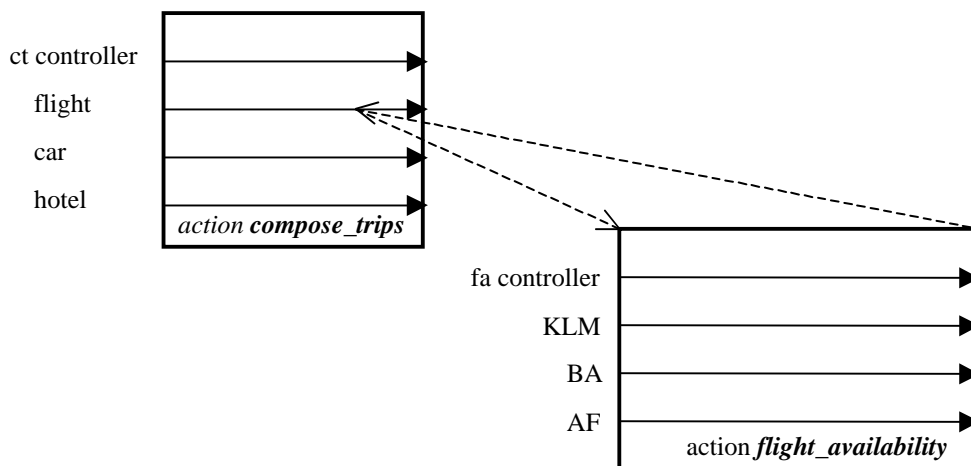 ct controller
flight
car
hotel
action compose_trips
fa controller
KLM
BA
AF
action flight_availability